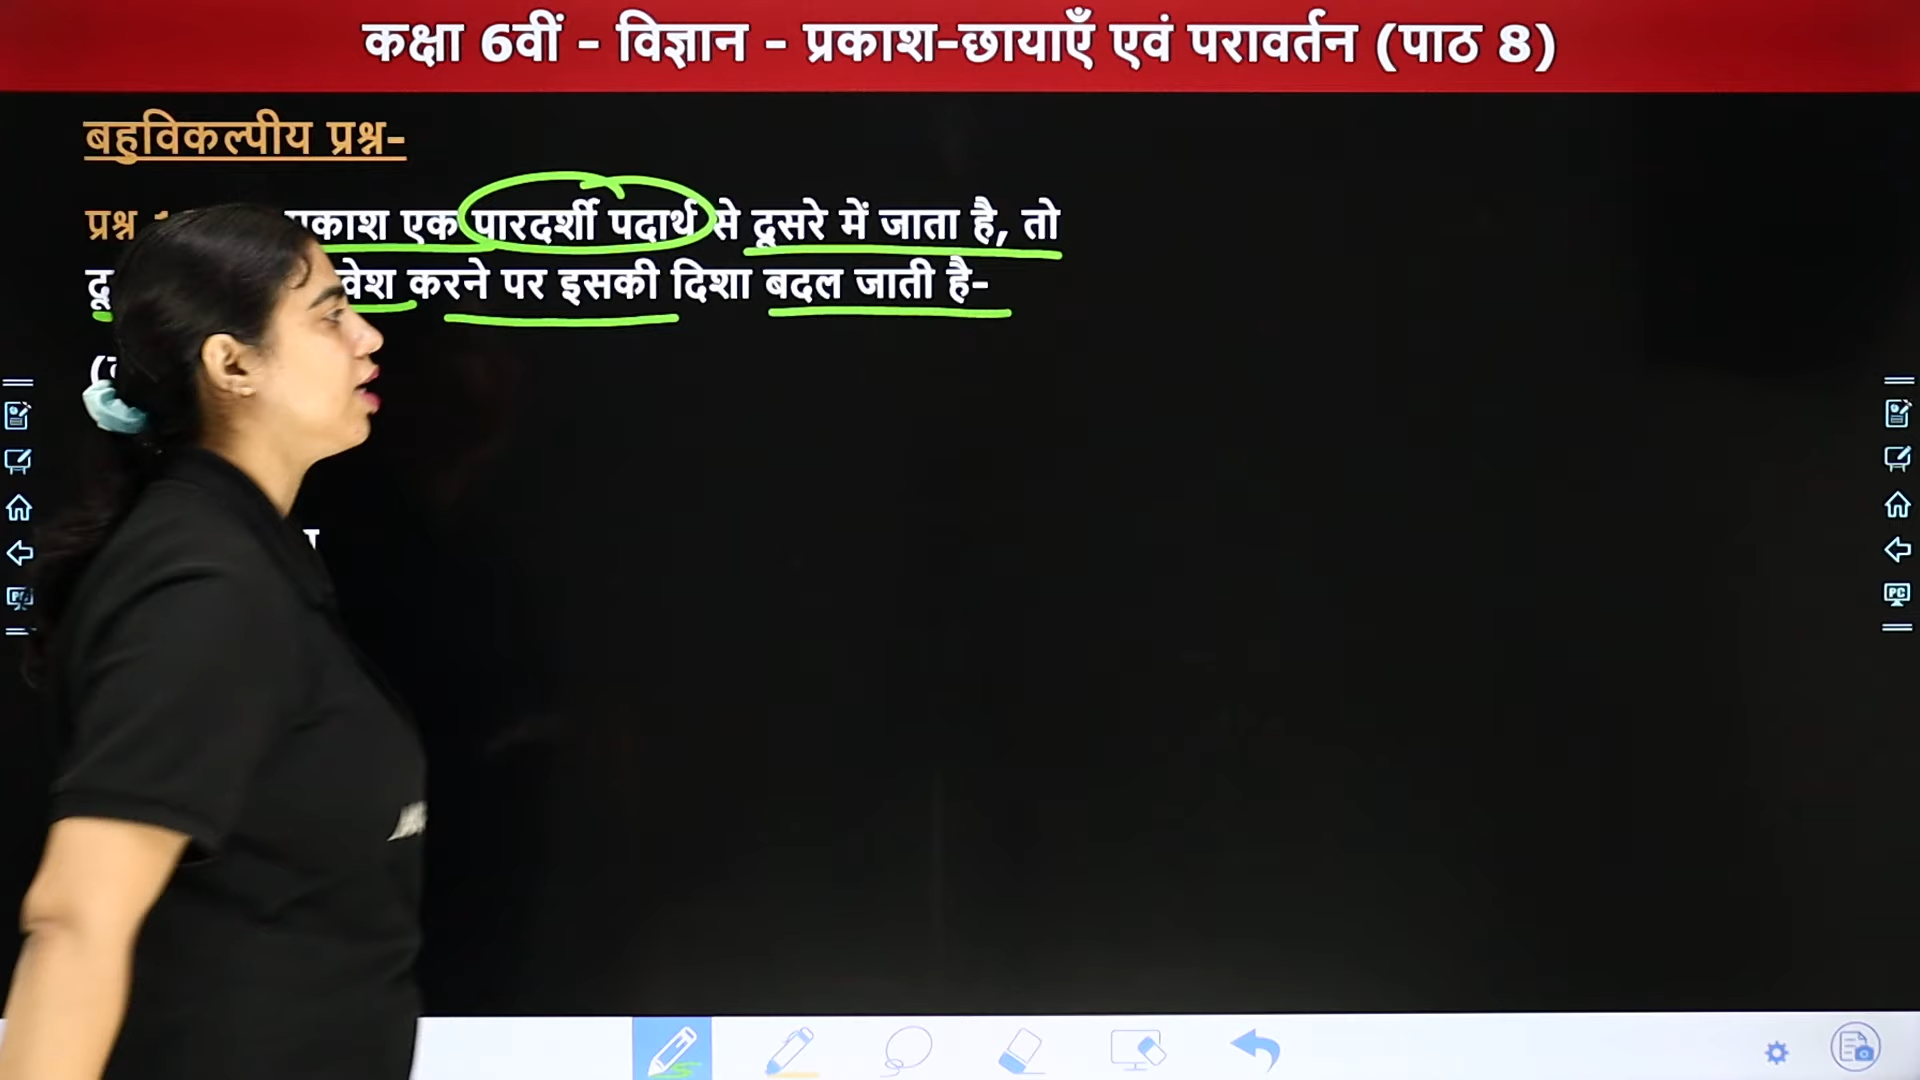 कक्षा 6वीं - विज्ञान - प्रकाश-छायाएँ एवं परावर्तन (पाठ 8)
बहुविकल्पीय प्रश्न-
प्रश्न एक पारदर्शी पदार्थ से दूसरे में जाता है, तो
करने पर इसकी दिशा बदल जाती है-
PC